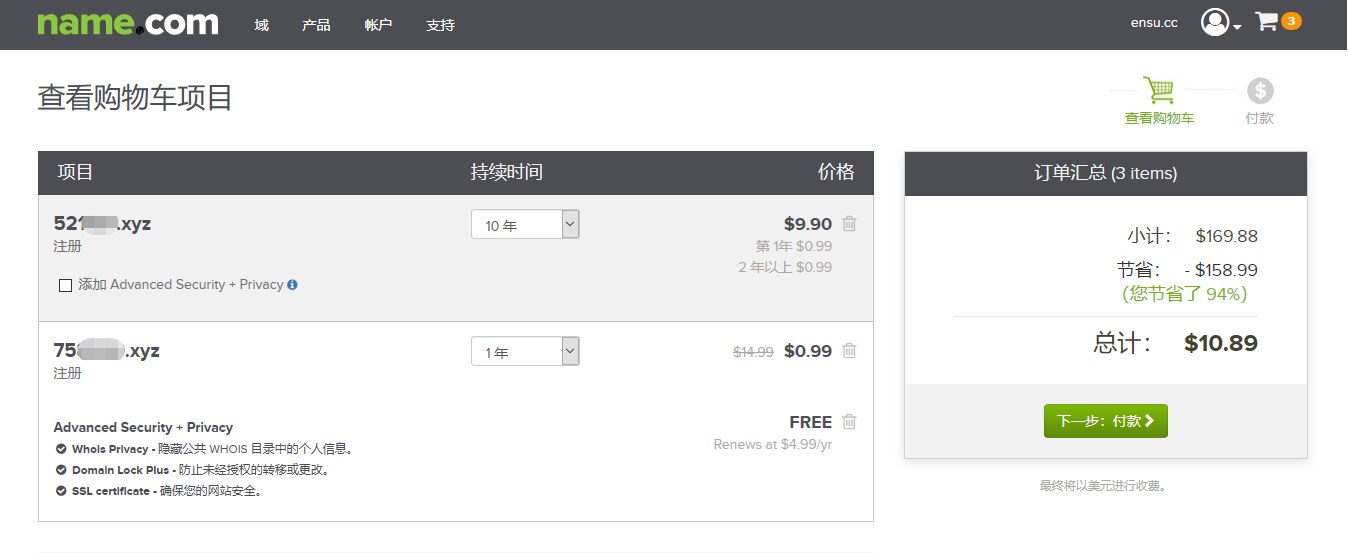 name.com
域 产品 帐户 支持
ensu.cc
3
查看购物车项目
查看购物车
付款
项目 持续时间 价格
.xyz
注册
10 年
$9.90
第 1年 $0.99
2 年以上 $0.99
添加 Advanced Security + Privacy
.xyz
注册
1 年
$14.99 $0.99
Advanced Security + Privacy
FREE
Renews at $4.99/yr
Whois Privacy - 隐藏公共 WHOIS 目录中的个人信息。
Domain Lock Plus - 防止未经授权的转移或更改。
SSL certificate - 确保您的网站安全。
订单汇总 (3 items)
小计： $169.88
节省： - $158.99
(您节省了 94%)
总计： $10.89
下一步：付款
最终将以美元进行收费。